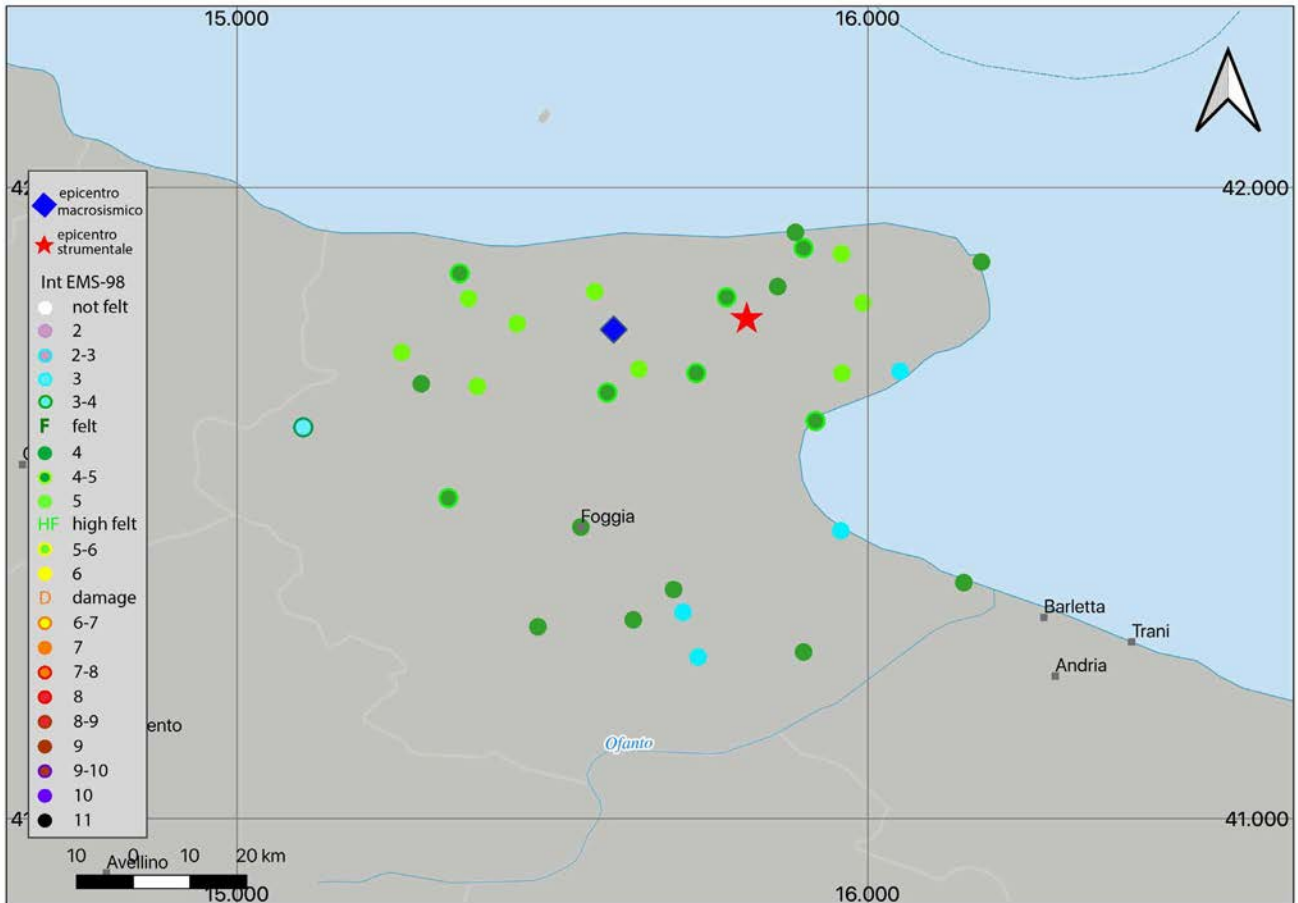 15.000
16.000
42.000
epicentro
macrosismico
epicentro
strumentale
Int EMS-98
not felt
2
2-3
3
3-4
F felt
4
4-5
5
HF high felt
5-6
6
D damage
6-7
7
7-8
8
8-9
9
9-10
10
11
Foggia
Barletta
Trani
Andria
ento
Ofanto
41.000
10 0 10 20 km
Avellino
15.000
16.000